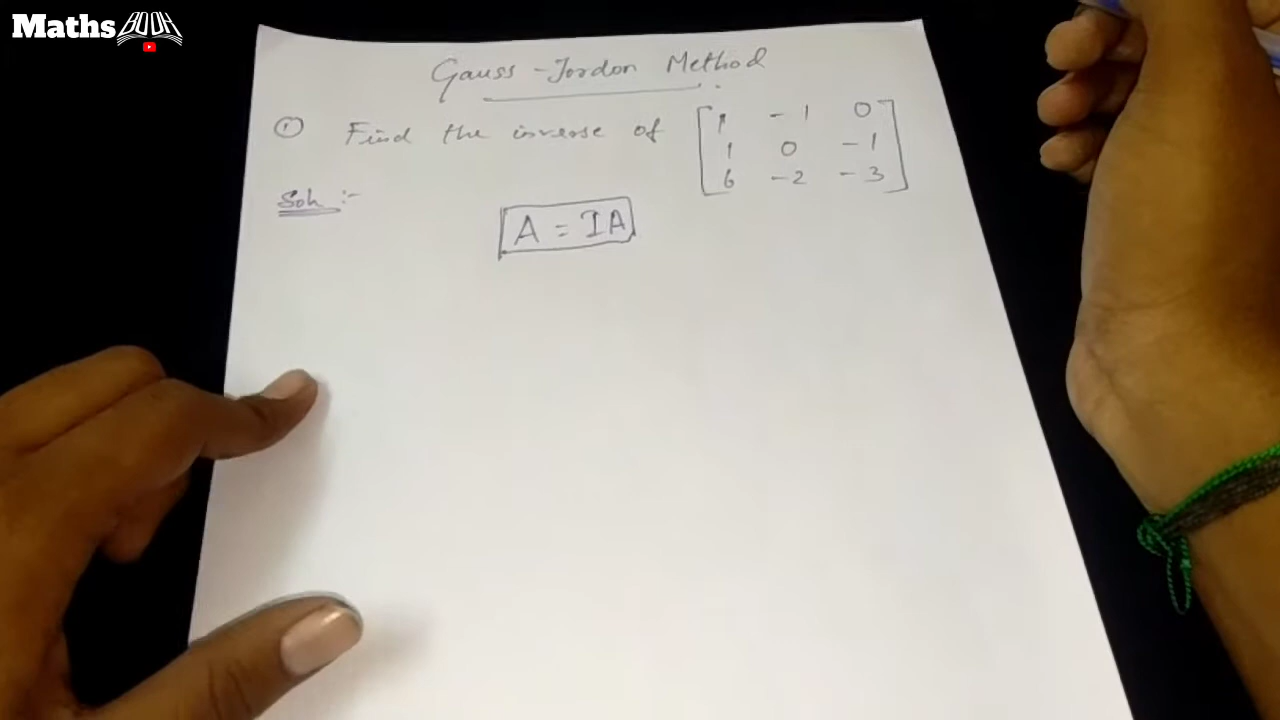 Maths BOOK
Gauss - Jordon Method
① Find the inverse of [1 -1 0
1 0 -1
6 -2 -3]
Soln :-
A = IA